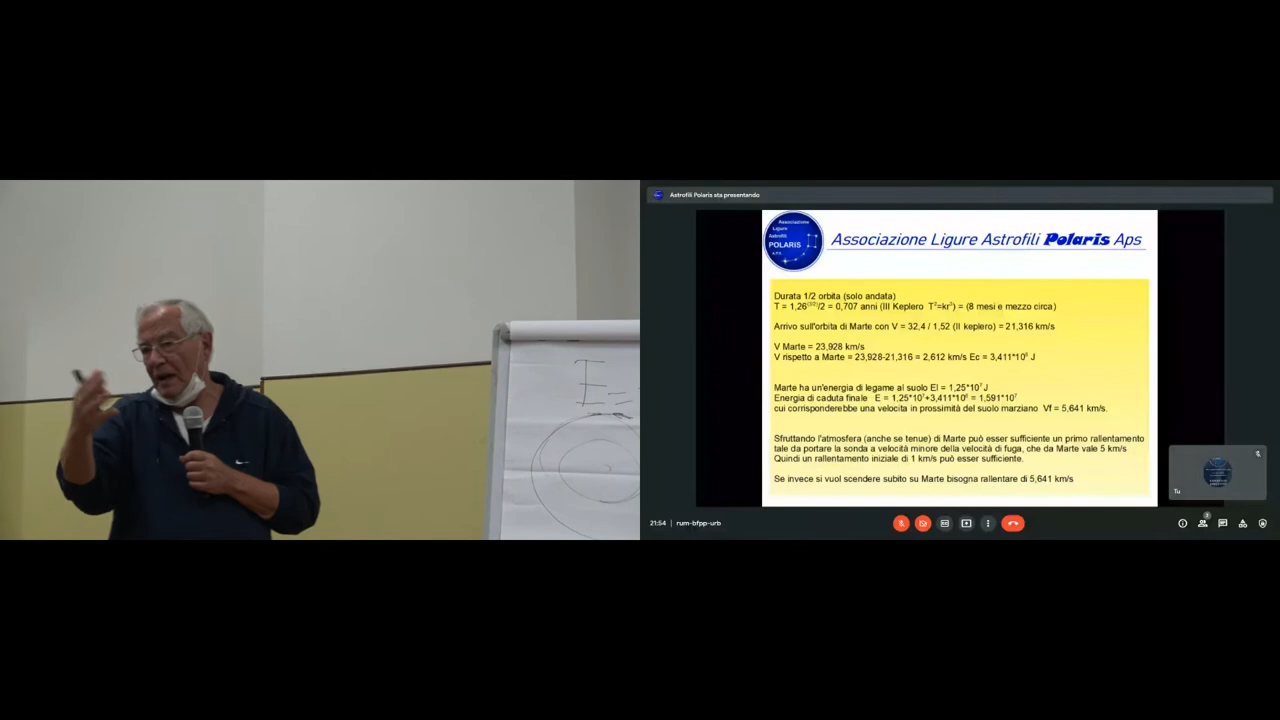 E=
Astrofili Polaris sta presentando
Associazione
Ligure
Astrofili
POLARIS
A.P.S.
Associazione Ligure Astrofili Polaris Aps
Durata 1/2 orbita (solo andata)
T = 1,26^(3/2)/2 = 0,707 anni (III Keplero T²=kr³) = (8 mesi e mezzo circa)
Arrivo sull'orbita di Marte con V = 32,4 / 1,52 (II keplero) = 21,316 km/s
V Marte = 23,928 km/s
V rispetto a Marte = 23,928-21,316 = 2,612 km/s Ec = 3,411*10⁶ J
Marte ha un'energia di legame al suolo El = 1,25*10⁷ J
Energia di caduta finale E = 1,25*10⁷+3,411*10⁶ = 1,591*10⁷
cui corrisponderebbe una velocita in prossimità del suolo marziano Vf = 5,641 km/s.
Sfruttando l'atmosfera (anche se tenue) di Marte può esser sufficiente un primo rallentamento
tale da portare la sonda a velocità minore della velocità di fuga, che da Marte vale 5 km/s
Quindi un rallentamento iniziale di 1 km/s può esser sufficiente.
Se invece si vuol scendere subito su Marte bisogna rallentare di 5,641 km/s
Tu
21:54 | rum-bfpp-urb
3